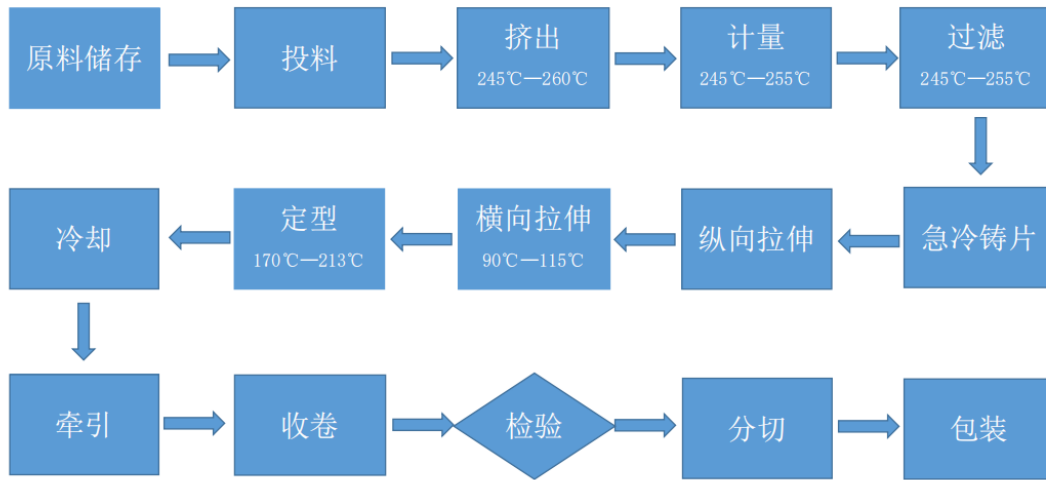 原料储存
投料
挤出
245℃—260℃
计量
245℃—255℃
过滤
245℃—255℃
急冷铸片
纵向拉伸
横向拉伸
90℃—115℃
定型
170℃—213℃
冷却
牵引
收卷
检验
分切
包装